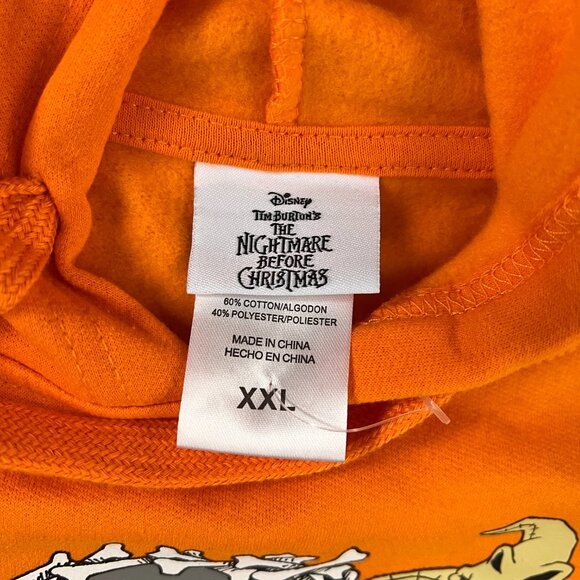 Disney
TIM BURTON'S
THE
NIGHTMARE
BEFORE
CHRISTMAS
60% COTTON/ALGODON
40% POLYESTER/POLIESTER
MADE IN CHINA
HECHO EN CHINA
XXL